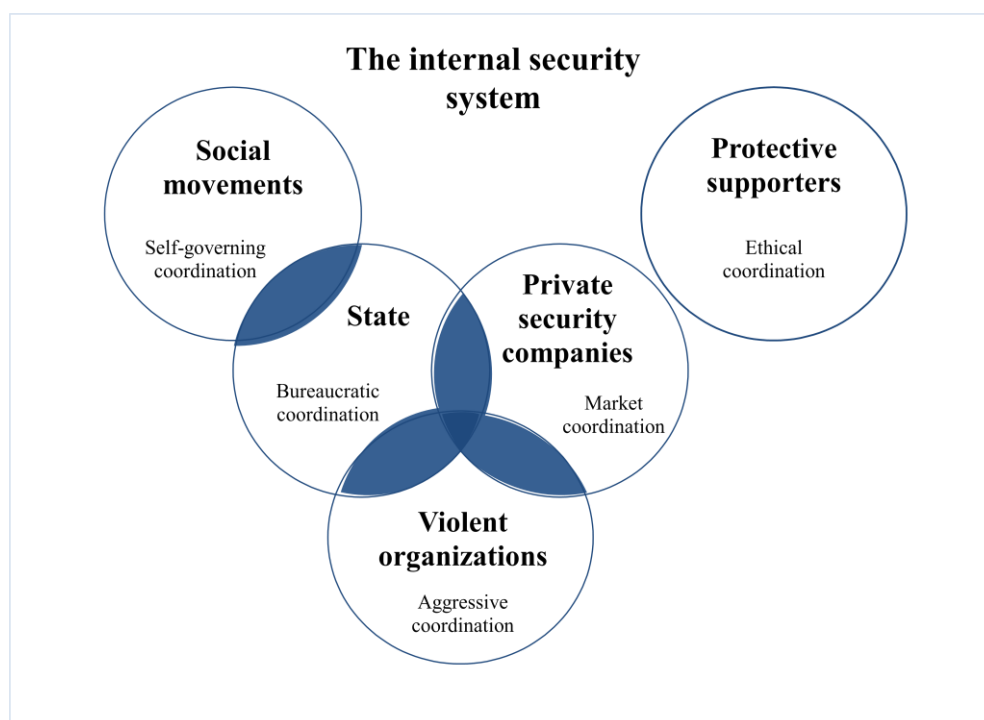 The internal security
system
Social
movements
Self-governing
coordination
Protective
supporters
Ethical
coordination
State
Bureaucratic
coordination
Private
security
companies
Market
coordination
Violent
organizations
Aggressive
coordination